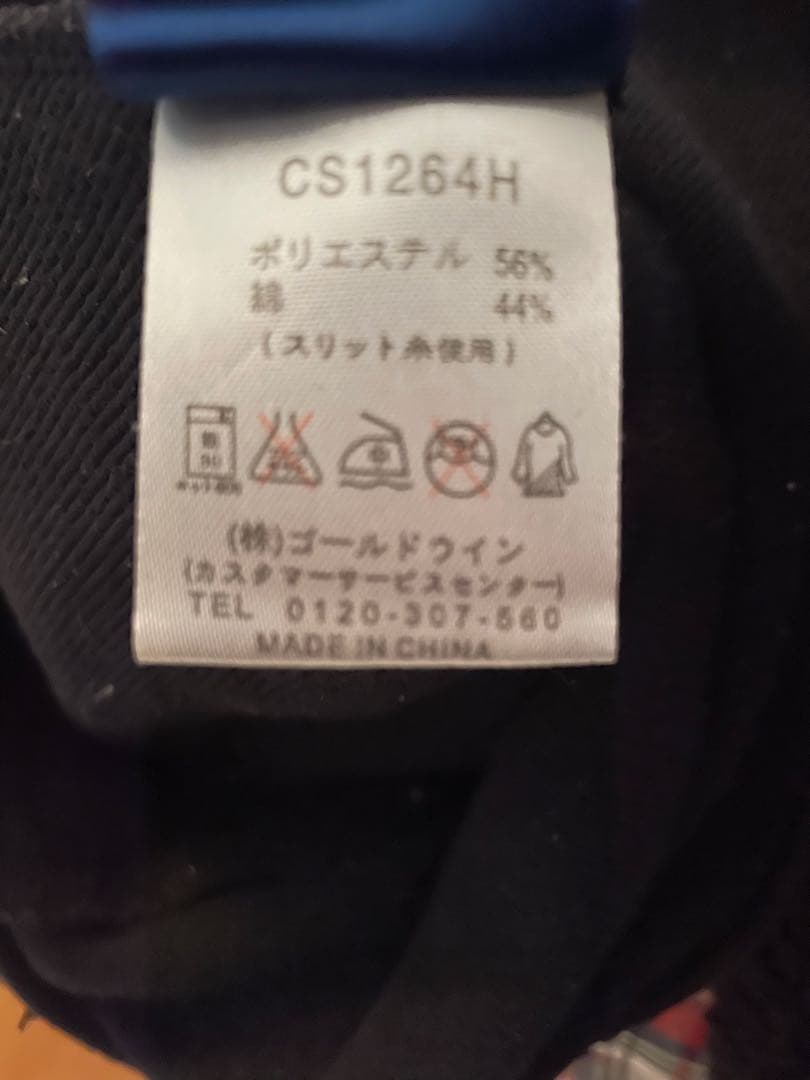 CS1264H
ポリエステル 56%
綿 44%
(スリット糸使用)
(株)ゴールドウイン
(カスタマーサービスセンター)
TEL 0120-307-560
MADE IN CHINA